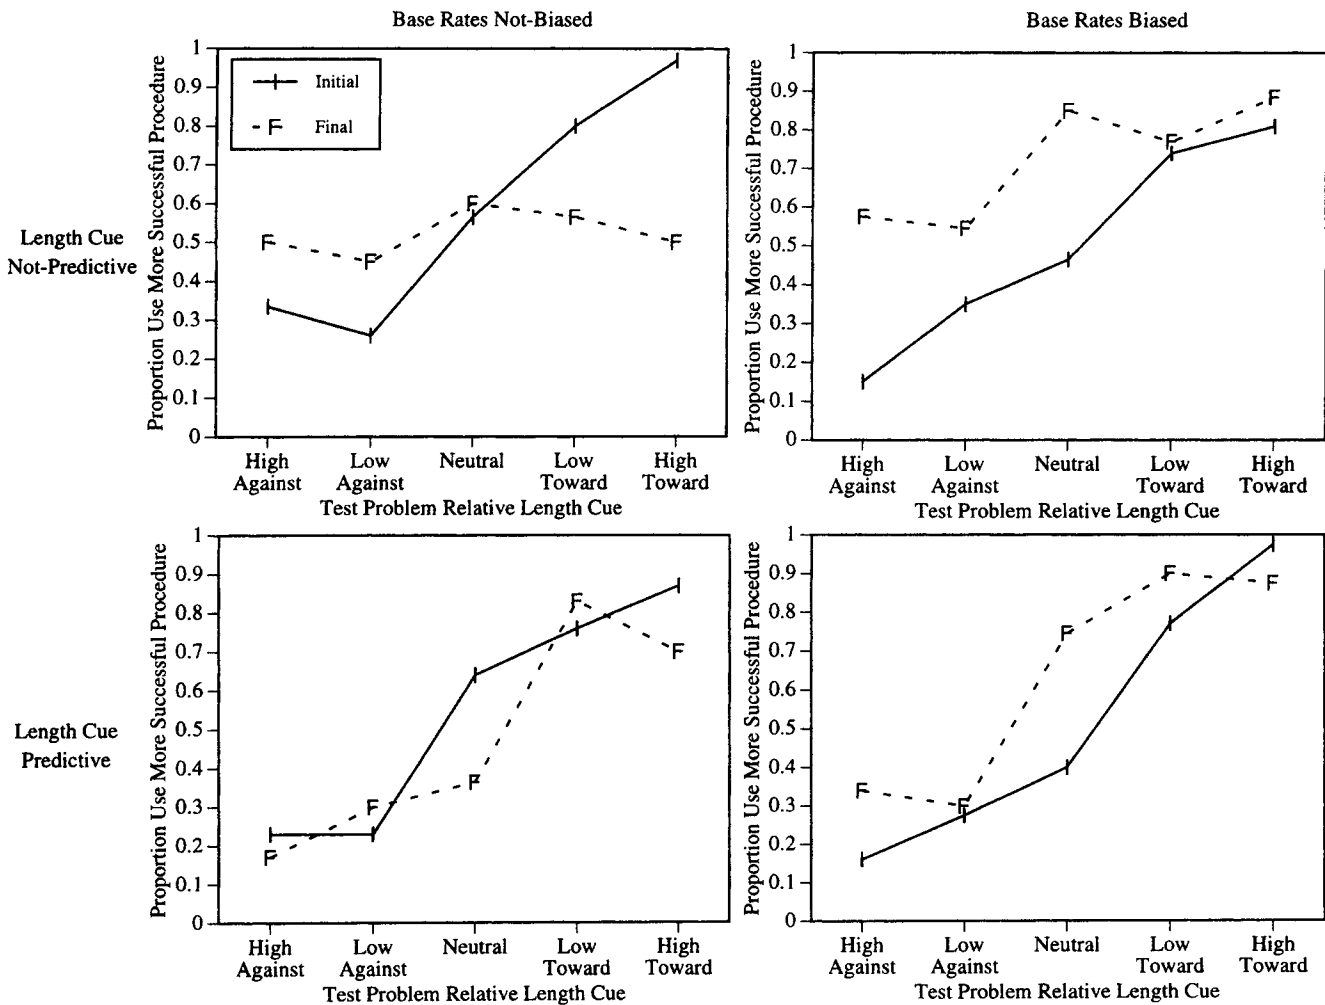 Base Rates Not-Biased
Base Rates Biased
Length Cue
Not-Predictive
Proportion Use More Successful Procedure
1
0.9
0.8
0.7
0.6
0.5
0.4
0.3
0.2
0.1
0
I Initial
F Final
F F F F F
High Against
Low Against
Neutral
Low Toward
High Toward
Test Problem Relative Length Cue
Proportion Use More Successful Procedure
1
0.9
0.8
0.7
0.6
0.5
0.4
0.3
0.2
0.1
0
F F F F F
High Against
Low Against
Neutral
Low Toward
High Toward
Test Problem Relative Length Cue
Length Cue
Predictive
Proportion Use More Successful Procedure
1
0.9
0.8
0.7
0.6
0.5
0.4
0.3
0.2
0.1
0
F F F F F
High Against
Low Against
Neutral
Low Toward
High Toward
Test Problem Relative Length Cue
Proportion Use More Successful Procedure
1
0.9
0.8
0.7
0.6
0.5
0.4
0.3
0.2
0.1
0
F F F F F
High Against
Low Against
Neutral
Low Toward
High Toward
Test Problem Relative Length Cue